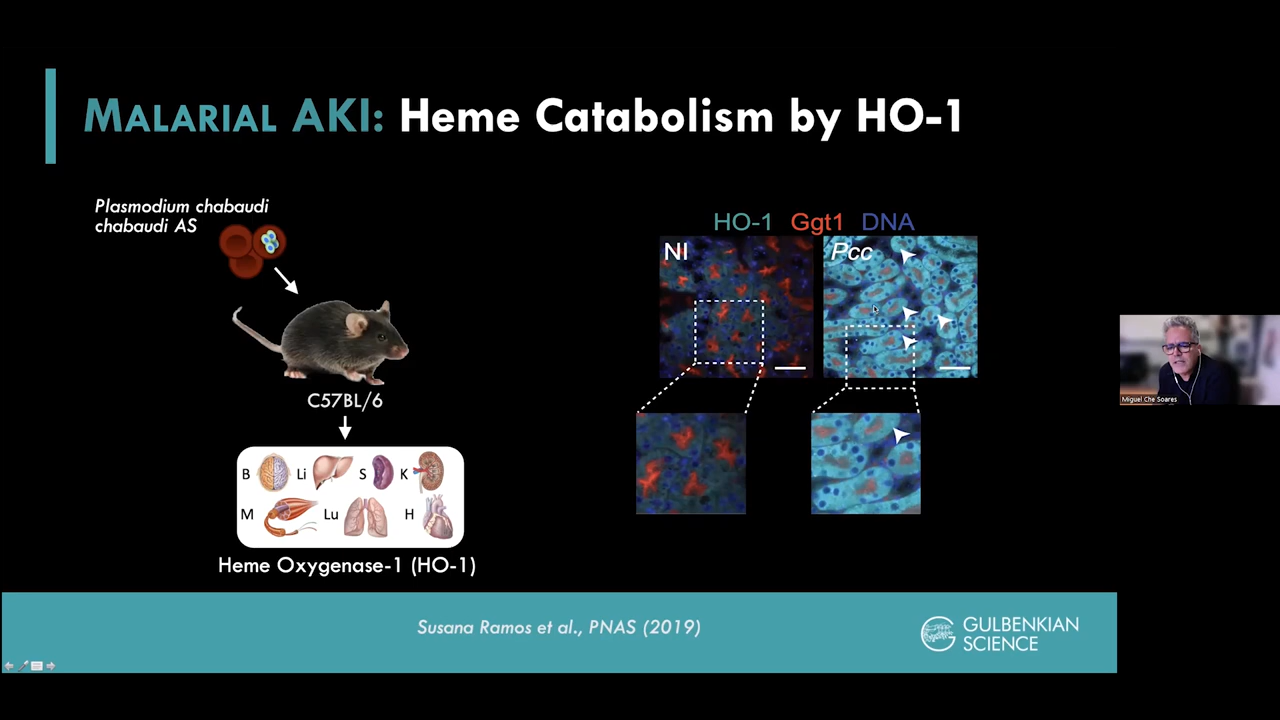 MALARIAL AKI: Heme Catabolism by HO-1
Plasmodium chabaudi
chabaudi AS
C57BL/6
B Li S K
M Lu H
Heme Oxygenase-1 (HO-1)
HO-1 Ggt1 DNA
NI Pcc
Miguel Che Soares
Susana Ramos et al., PNAS (2019)
GULBENKIAN
SCIENCE